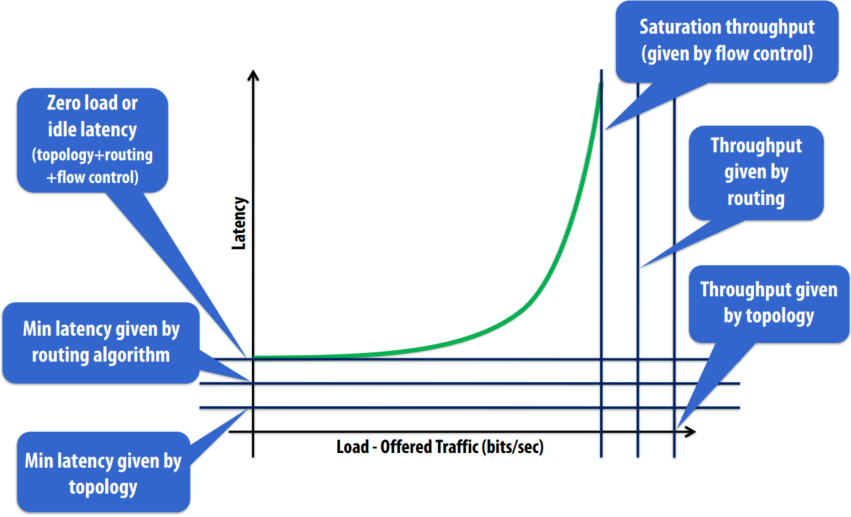 Saturation throughput
(given by flow control)
Zero load or
idle latency
(topology+routing
+flow control)
Throughput
given by
routing
Latency
Throughput given
by topology
Min latency given by
routing algorithm
Load - Offered Traffic (bits/sec)
Min latency given by
topology